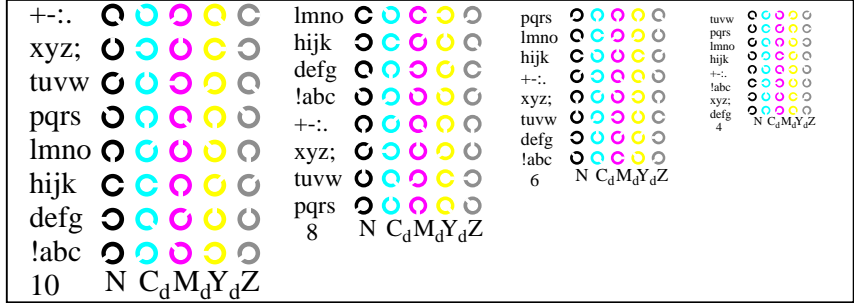 +-:.
xyz;
tuvw
pqrs
lmno
hijk
defg
!abc
10 N CdMdYdZ
lmno
hijk
defg
!abc
+-:.
xyz;
tuvw
pqrs
8 N CdMdYdZ
pqrs
lmno
hijk
+-:.
xyz;
tuvw
defg
!abc
6 N CdMdYdZ
tuvw
pqrs
lmno
hijk
+-:.
!abc
xyz;
defg
4 N CdMdYdZ